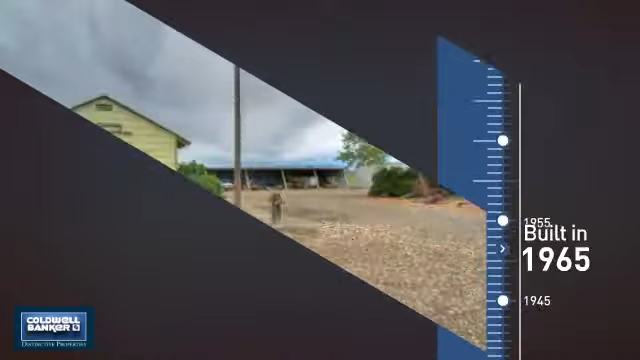 1955
Built in
1965
1945
COLDWELL
BANKER
DISTINCTIVE PROPERTIES